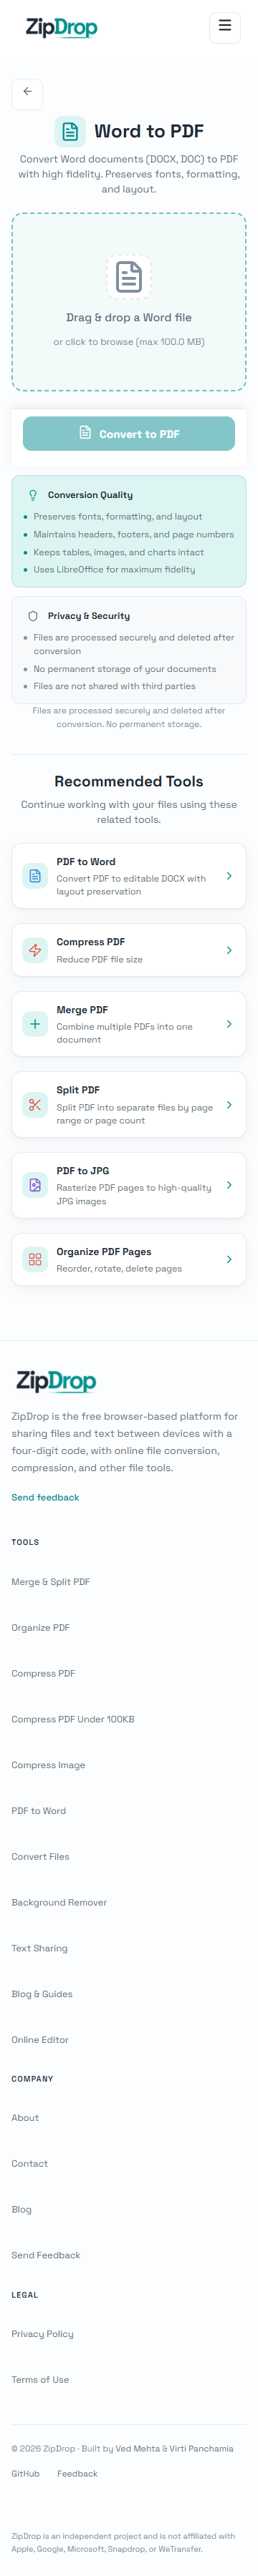 ZipDrop
Word to PDF
Convert Word documents (DOCX, DOC) to PDF
with high fidelity. Preserves fonts, formatting,
and layout.
Drag & drop a Word file
or click to browse (max 100.0 MB)
Convert to PDF
Conversion Quality
Preserves fonts, formatting, and layout
Maintains headers, footers, and page numbers
Keeps tables, images, and charts intact
Uses LibreOffice for maximum fidelity
Privacy & Security
Files are processed securely and deleted after
conversion
No permanent storage of your documents
Files are not shared with third parties
Files are processed securely and deleted after
conversion. No permanent storage.
Recommended Tools
Continue working with your files using these
related tools.
PDF to Word
Convert PDF to editable DOCX with
layout preservation
Compress PDF
Reduce PDF file size
Merge PDF
Combine multiple PDFs into one
document
Split PDF
Split PDF into separate files by page
range or page count
PDF to JPG
Rasterize PDF pages to high-quality
JPG images
Organize PDF Pages
Reorder, rotate, delete pages
ZipDrop
ZipDrop is the free browser-based platform for
sharing files and text between devices with a
four-digit code, with online file conversion,
compression, and other file tools.
Send feedback
TOOLS
Merge & Split PDF
Organize PDF
Compress PDF
Compress PDF Under 100KB
Compress Image
PDF to Word
Convert Files
Background Remover
Text Sharing
Blog & Guides
Online Editor
COMPANY
About
Contact
Blog
Send Feedback
LEGAL
Privacy Policy
Terms of Use
© 2026 ZipDrop · Built by Ved Mehta & Virti Panchamia
GitHub Feedback
ZipDrop is an independent project and is not affiliated with
Apple, Google, Microsoft, Snapdrop, or WeTransfer.